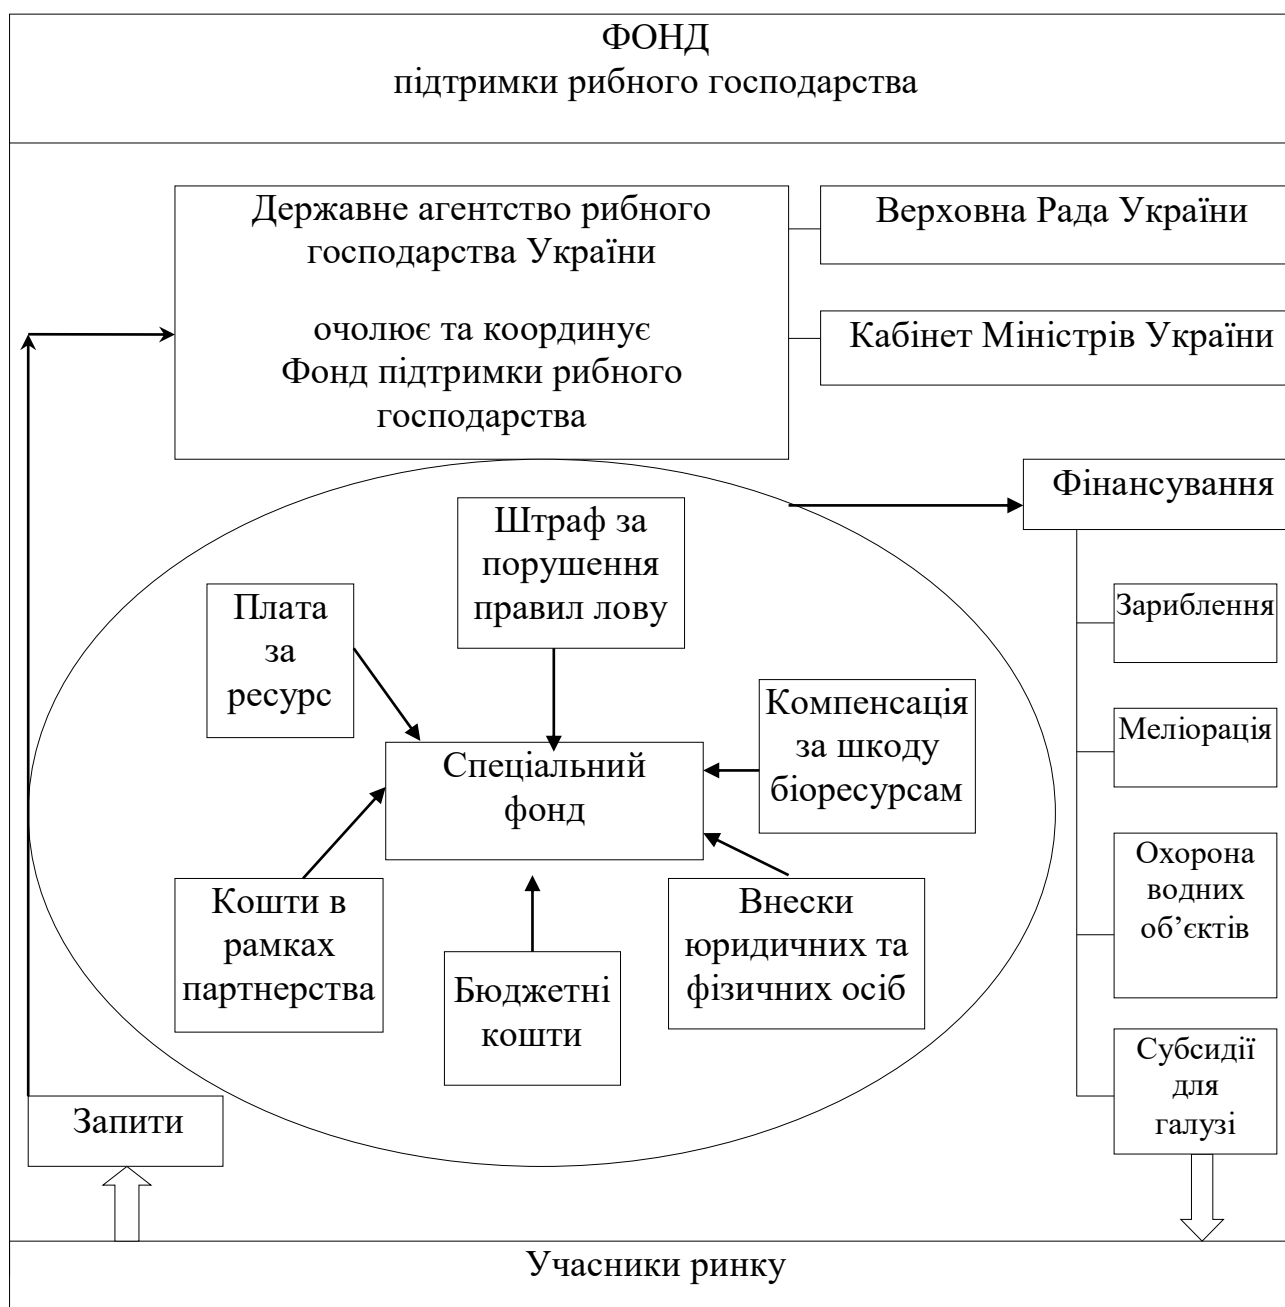 ФОНД
підтримки рибного господарства
Державне агентство рибного
господарства України
очолює та координує
Фонд підтримки рибного
господарства
Верховна Рада України
Кабінет Міністрів України
Фінансування
Штраф за
порушення
правил лову
Плата
за
ресурс
Зариблення
Компенсація
за шкоду
біоресурсам
Меліорація
Спеціальний
фонд
Охорона
водних
об’єктів
Кошти в
рамках
партнерства
Бюджетні
кошти
Внески
юридичних та
фізичних осіб
Субсидії
для
галузі
Запити
Учасники ринку